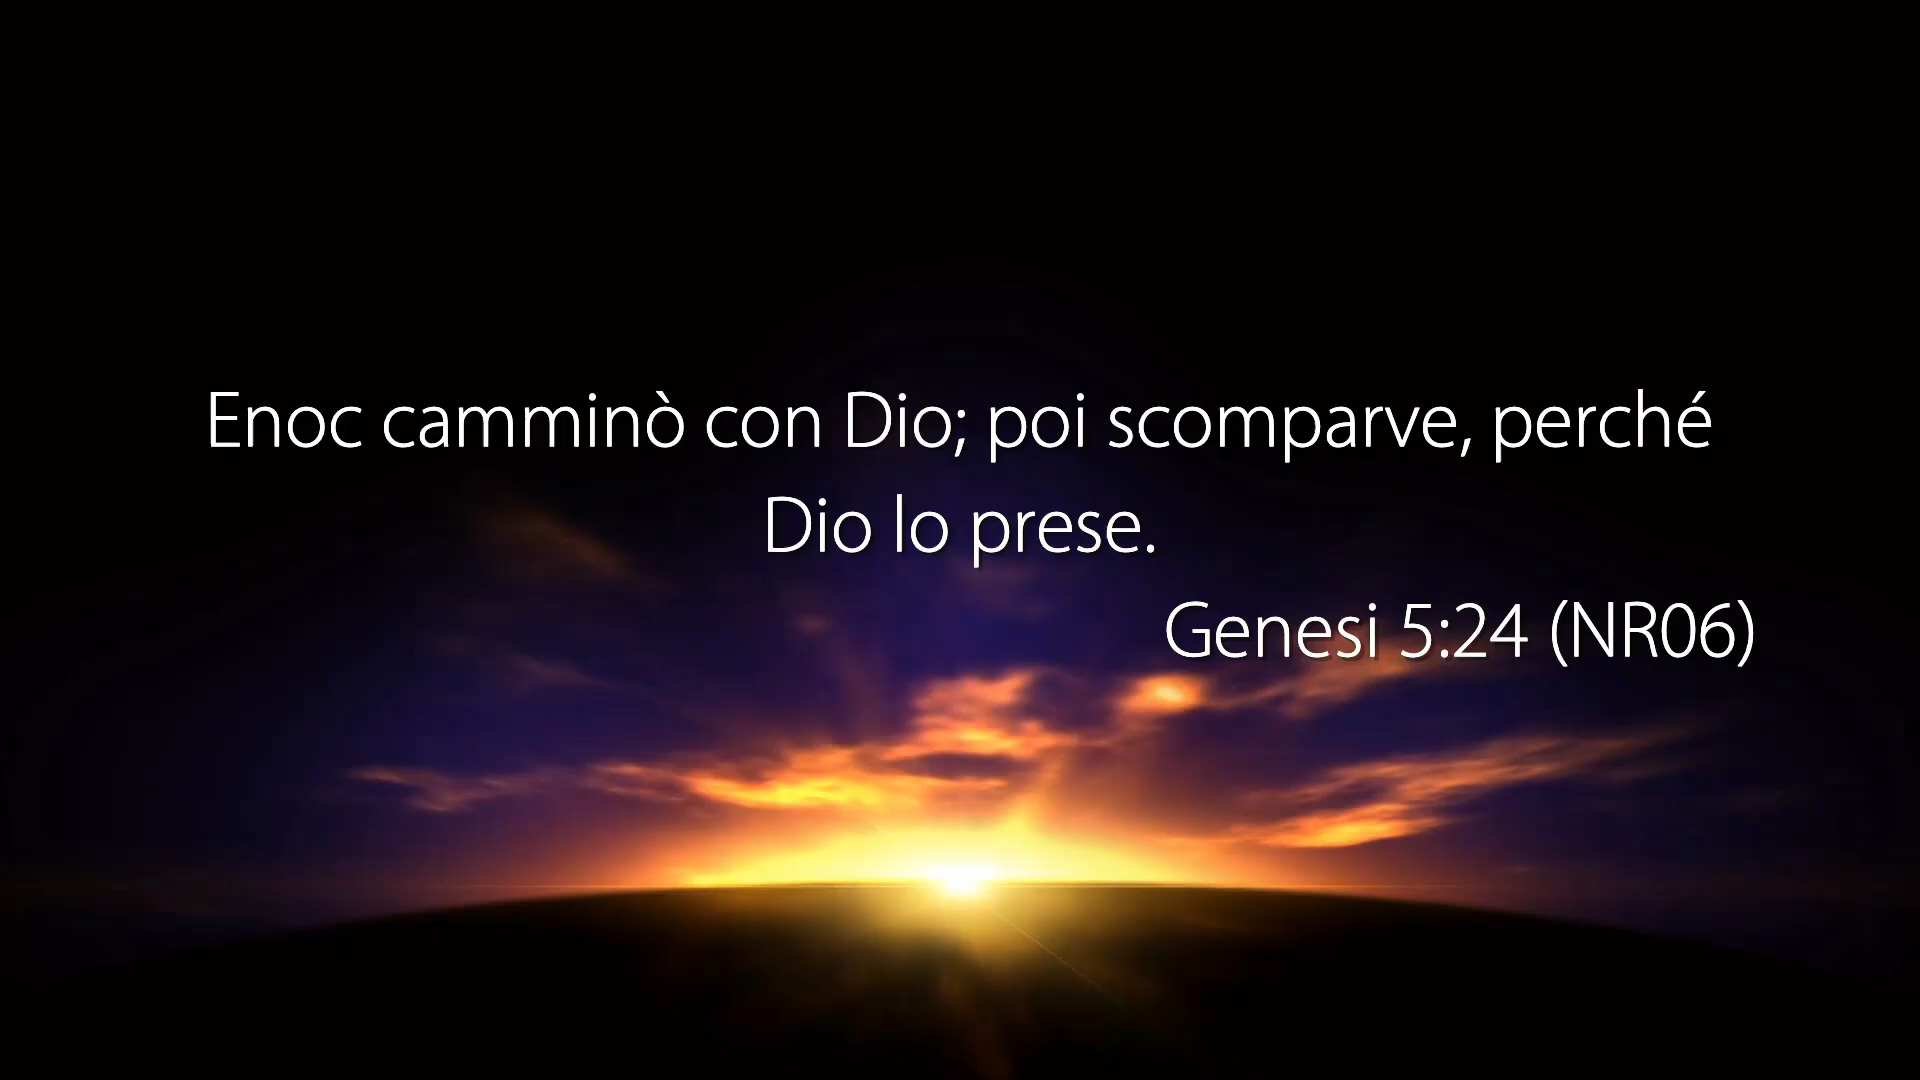 Enoc camminò con Dio; poi scomparve, perché
Dio lo prese.
Genesi 5:24 (NR06)